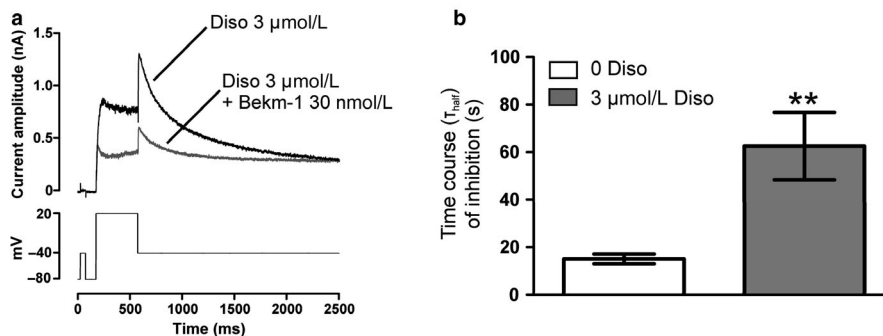 a
Current amplitude (nA)
1.5
1.0
0.5
0
Diso 3 µmol/L
Diso 3 µmol/L
+ Bekm-1 30 nmol/L
mV
20
−40
−80
0 500 1000 1500 2000 2500
Time (ms)
b
Time course (τhalf)
of inhibition (s)
100
80
60
40
20
0
0 Diso
3 µmol/L Diso
**